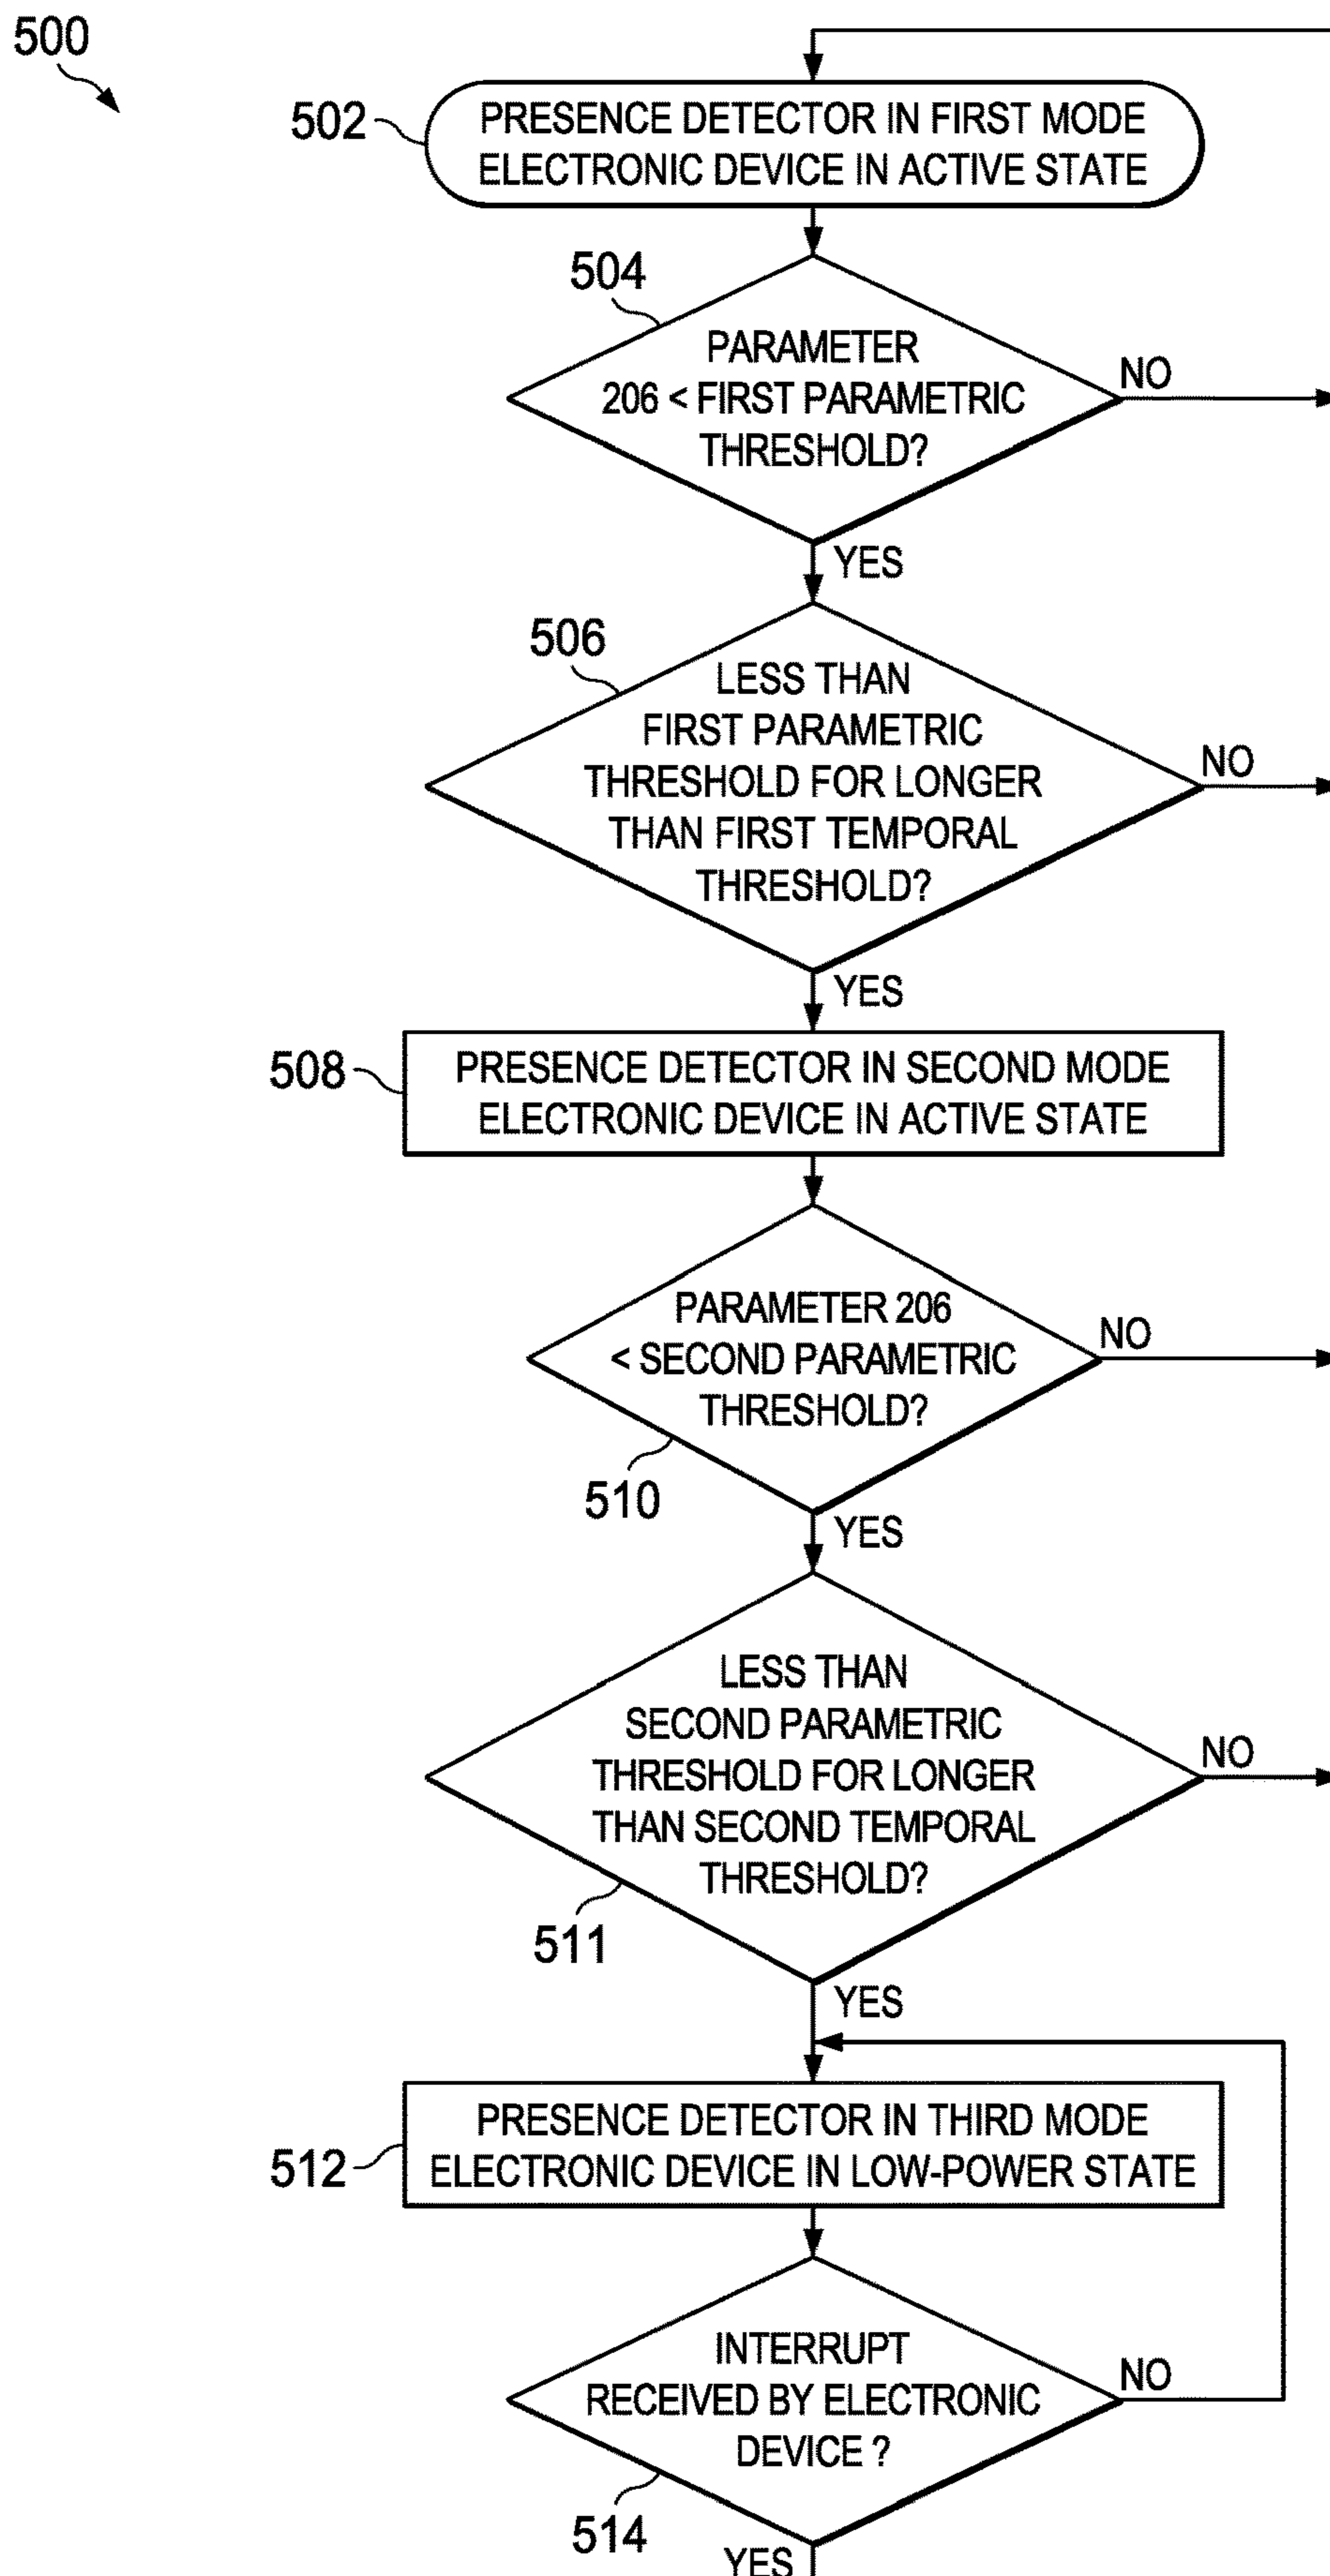 500
502
PRESENCE DETECTOR IN FIRST MODE
ELECTRONIC DEVICE IN ACTIVE STATE
504
PARAMETER
206 < FIRST PARAMETRIC
THRESHOLD?
NO
YES
506
LESS THAN
FIRST PARAMETRIC
THRESHOLD FOR LONGER
THAN FIRST TEMPORAL
THRESHOLD?
NO
YES
508
PRESENCE DETECTOR IN SECOND MODE
ELECTRONIC DEVICE IN ACTIVE STATE
PARAMETER 206
< SECOND PARAMETRIC
THRESHOLD?
NO
510
YES
LESS THAN
SECOND PARAMETRIC
THRESHOLD FOR LONGER
THAN SECOND TEMPORAL
THRESHOLD?
NO
511
YES
512
PRESENCE DETECTOR IN THIRD MODE
ELECTRONIC DEVICE IN LOW-POWER STATE
INTERRUPT
RECEIVED BY ELECTRONIC
DEVICE ?
NO
514
YES